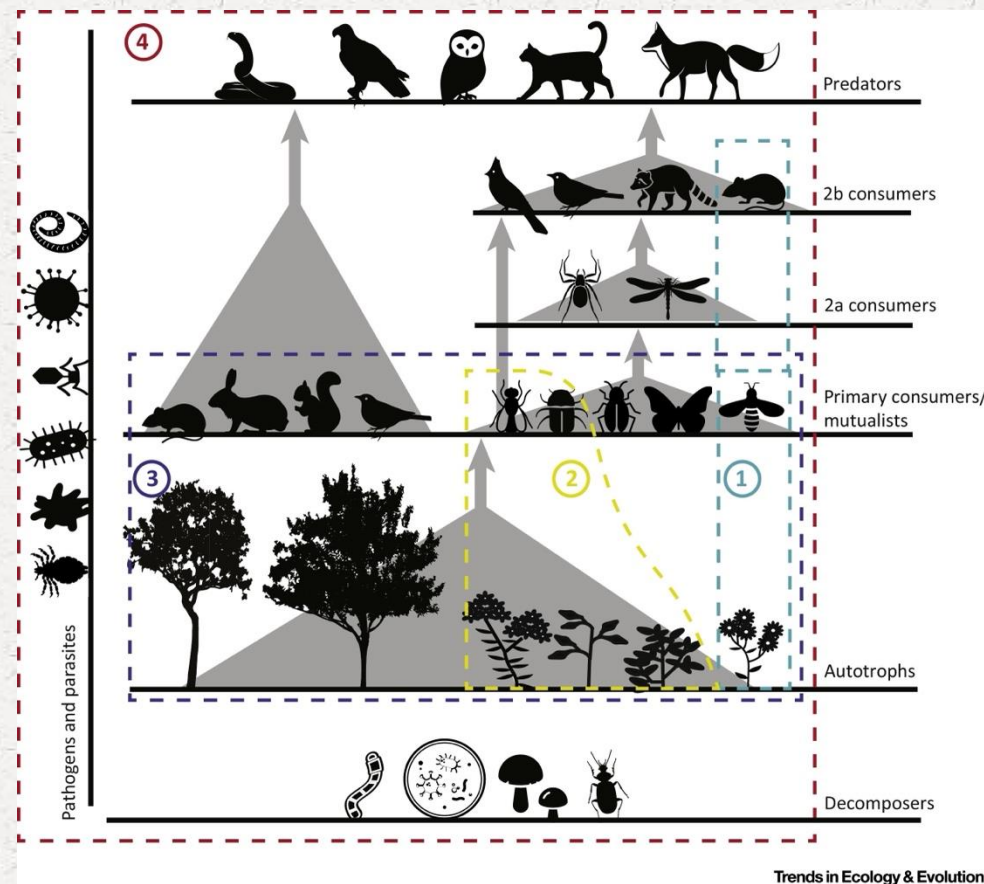 4
Predators
2b consumers
2a consumers
Primary consumers/
mutualists
3
2
1
Autotrophs
Pathogens and parasites
Decomposers
Trends in Ecology & Evolution